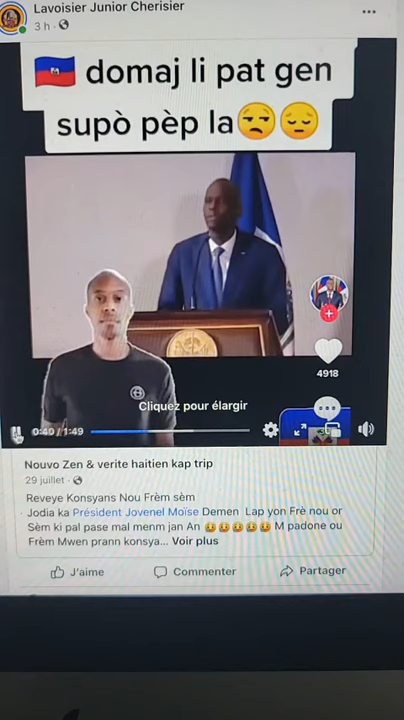 Lavoisier Junior Cherisier
3 h
domaj li pat gen
supò pèp la
4918
Cliquez pour élargir
0:40 / 1:49
Nouvo Zen & verite haitien kap trip
29 juillet
Reveye Konsyans Nou Frèm sèm
Jodia ka Président Jovenel Moïse Demen Lap yon Frè nou or
Sèm ki pal pase mal menm jan An M padone ou
Frèm Mwen prann konsya... Voir plus
J'aime
Commenter
Partager